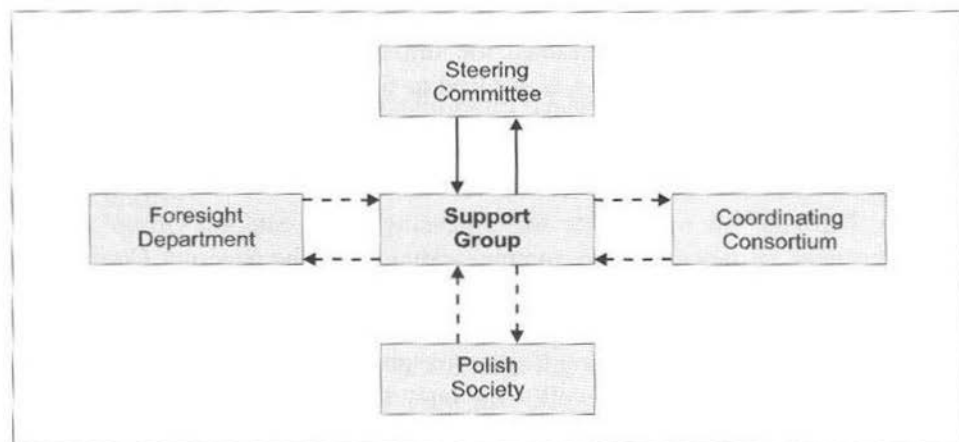 Steering
Committee
Foresight
Department
Support
Group
Coordinating
Consortium
Polish
Society